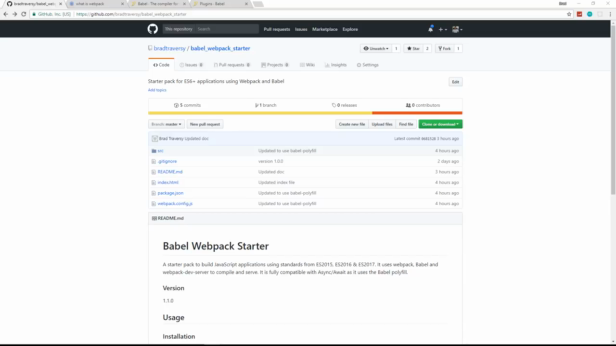 bradtraversy/babel_we
what is webpack
Babel · The compiler for
Plugins · Babel
Brad
GitHub, Inc. [US]
https://github.com/bradtraversy/babel_webpack_starter
This repository
Search
Pull requests Issues Marketplace Explore
bradtraversy / babel_webpack_starter
Unwatch 1
Star 2
Fork 1
Code
Issues 0
Pull requests 0
Projects 0
Wiki
Insights
Settings
Starter pack for ES6+ applications using Webpack and Babel
Edit
Add topics
5 commits
1 branch
0 releases
0 contributors
Branch: master
New pull request
Create new file
Upload files
Find file
Clone or download
Brad Traversy Updated doc
Latest commit
3 hours ago
src
Updated to use babel-polyfill
4 hours ago
.gitignore
version 1.0.0
2 days ago
README.md
Updated doc
3 hours ago
index.html
Updated index file
4 hours ago
package.json
Updated to use babel-polyfill
4 hours ago
webpack.config.js
Updated to use babel-polyfill
4 hours ago
README.md
Babel Webpack Starter
A starter pack to build JavaScript applications using standards from ES2015, ES2016 & ES2017. It uses webpack, Babel and
webpack-dev-server to compile and serve. It is fully compatible with Async/Await as it uses the Babel polyfill.
Version
1.1.0
Usage
Installation